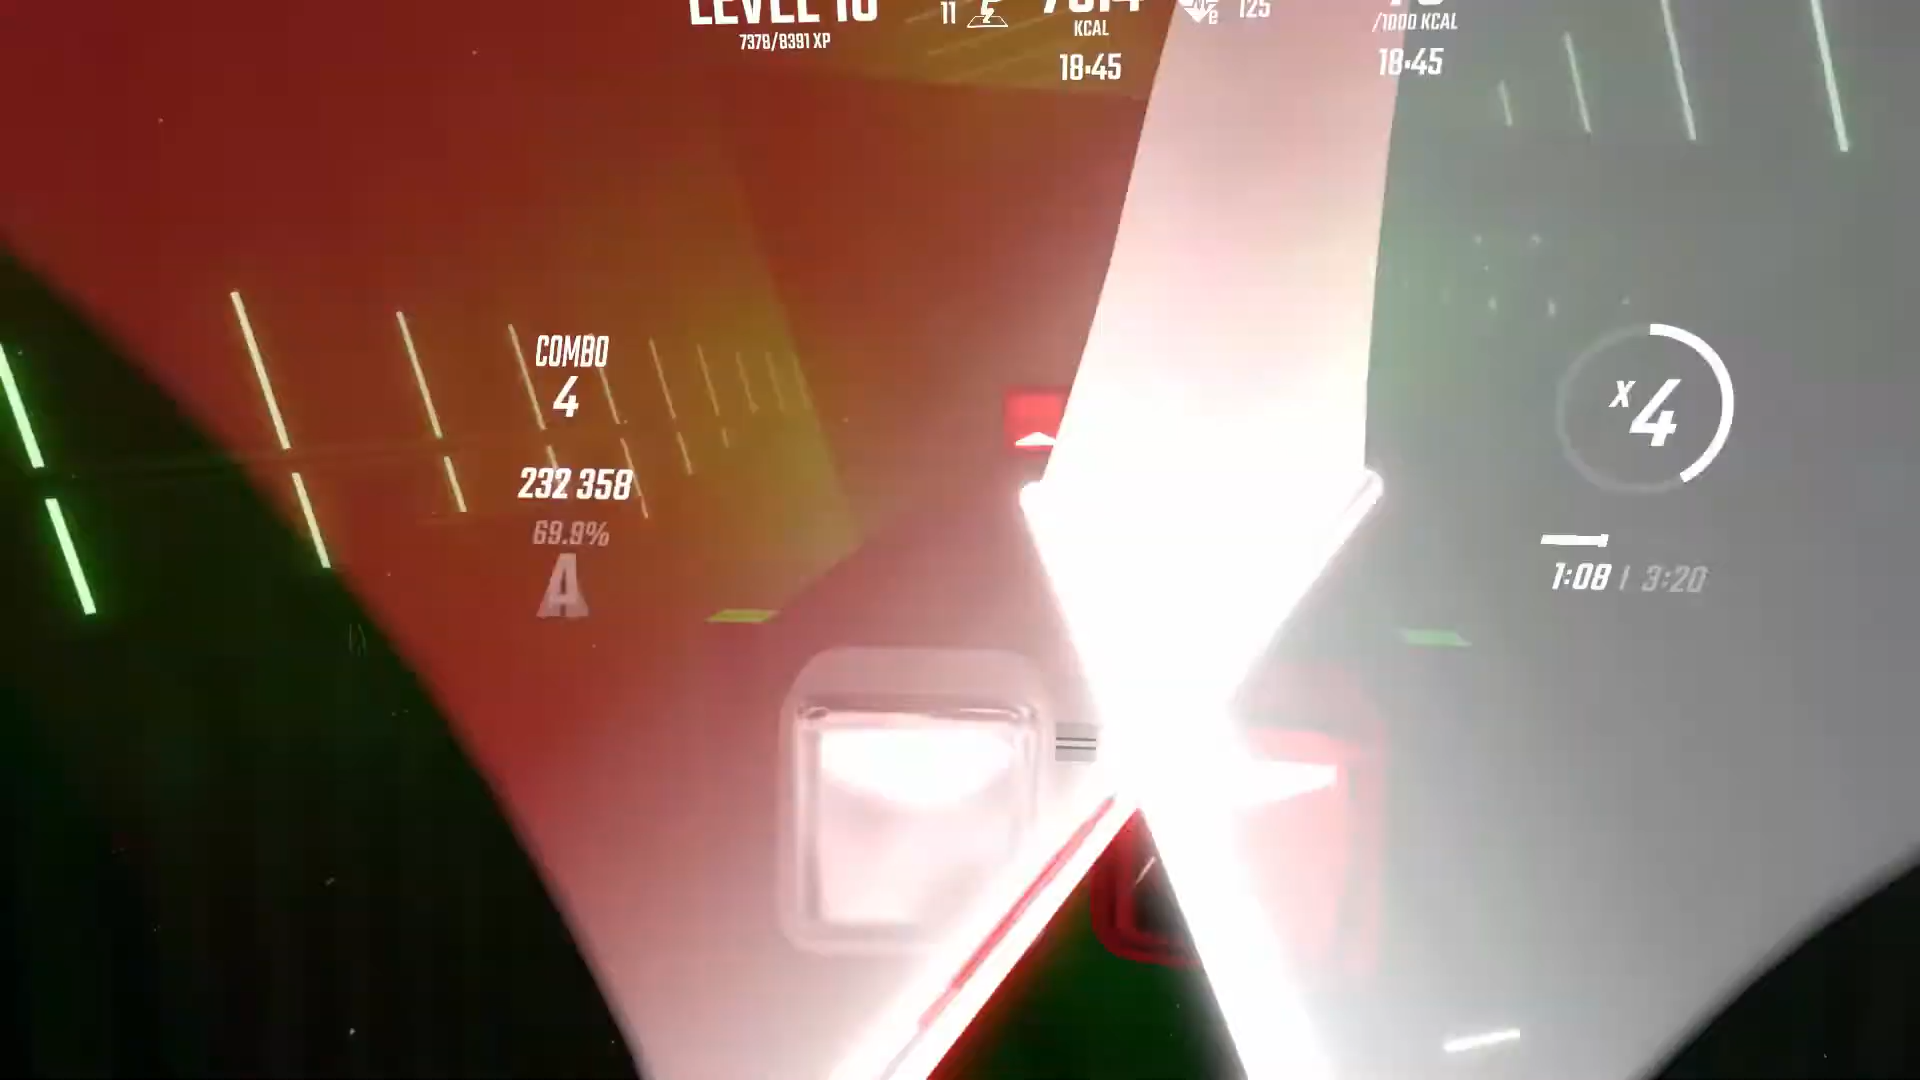 11
125
KCAL
/1000 KCAL
7378/8391 XP
18:45
18:45
COMBO
4
232 358
69.9%
A
x4
1:08 | 3:20